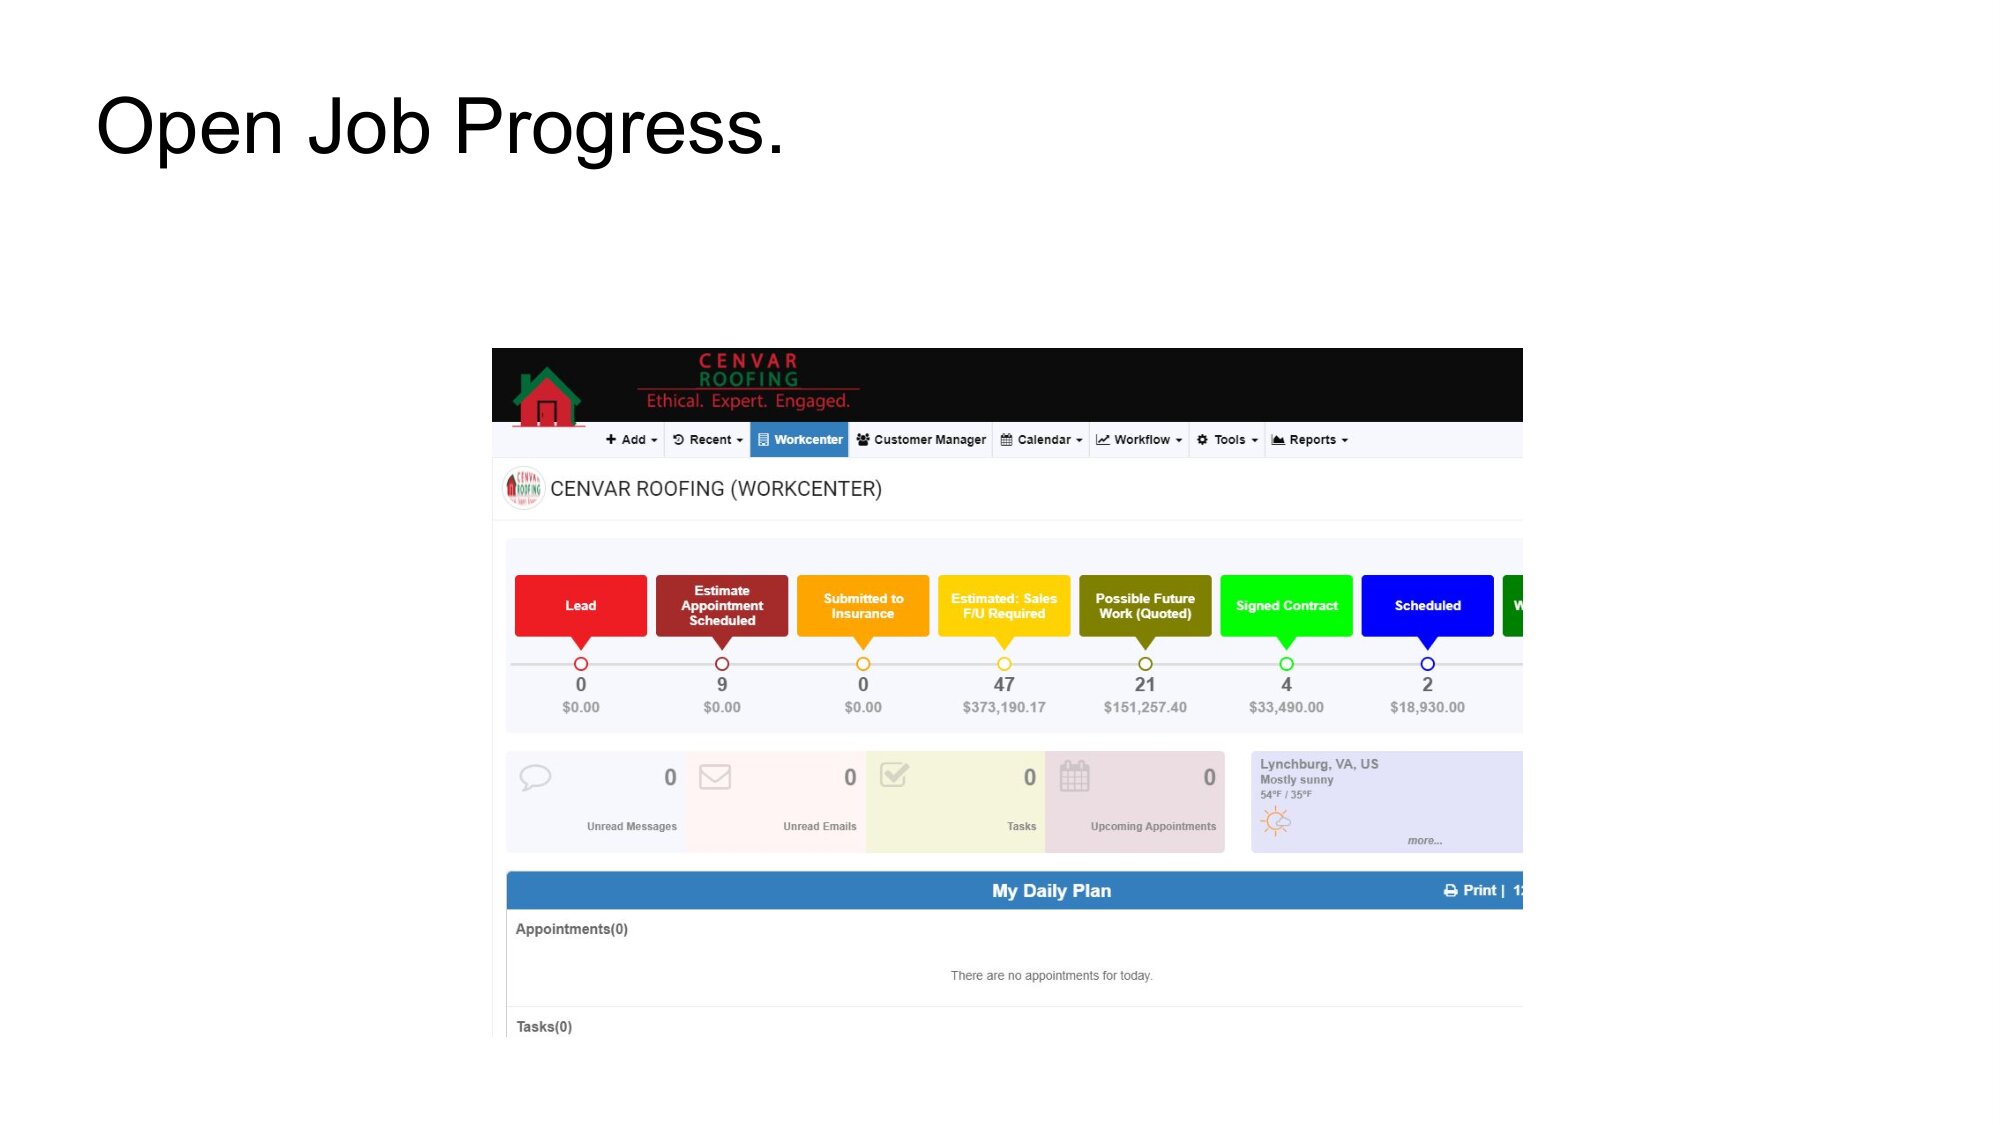 Open Job Progress.
CENVAR
ROOFING
Ethical. Expert. Engaged.
Add Recent Workcenter Customer Manager Calendar Workflow Tools Reports
CENVAR ROOFING (WORKCENTER)
Lead
Estimate
Appointment
Scheduled
Submitted to
Insurance
Estimated: Sales
F/U Required
Possible Future
Work (Quoted)
Signed Contract
Scheduled
W
0 9 0 47 21 4 2
$0.00 $0.00 $0.00 $373,190.17 $151,257.40 $33,490.00 $18,930.00
0
Unread Messages
0
Unread Emails
0
Tasks
0
Upcoming Appointments
Lynchburg, VA, US
Mostly sunny
54°F / 35°F
more...
My Daily Plan
Print |
Appointments(0)
There are no appointments for today.
Tasks(0)